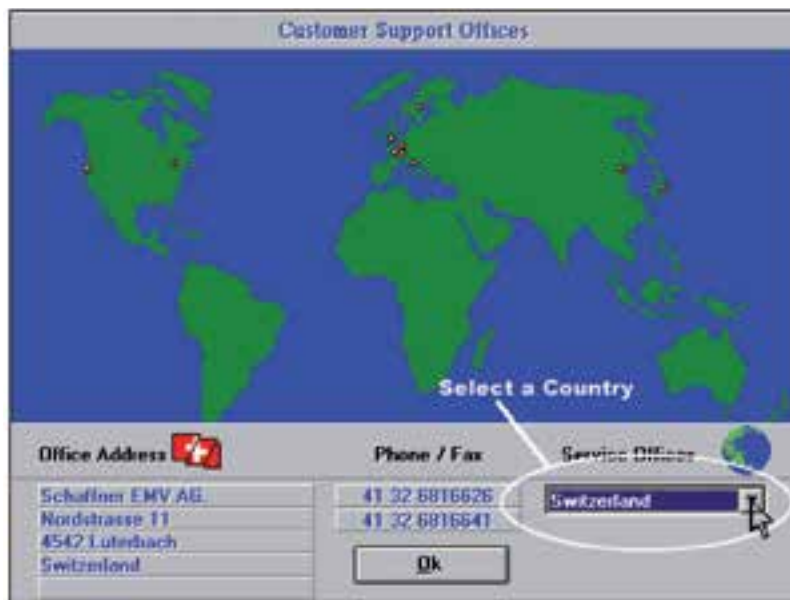 Customer Support Offices
Select a Country
Office Address
Phone / Fax
Service Offices
Schaffner EMV AG.
Nordstrasse 11
4542 Luterbach
Switzerland
41 32 6816626
41 32 6816641
Switzerland
Ok